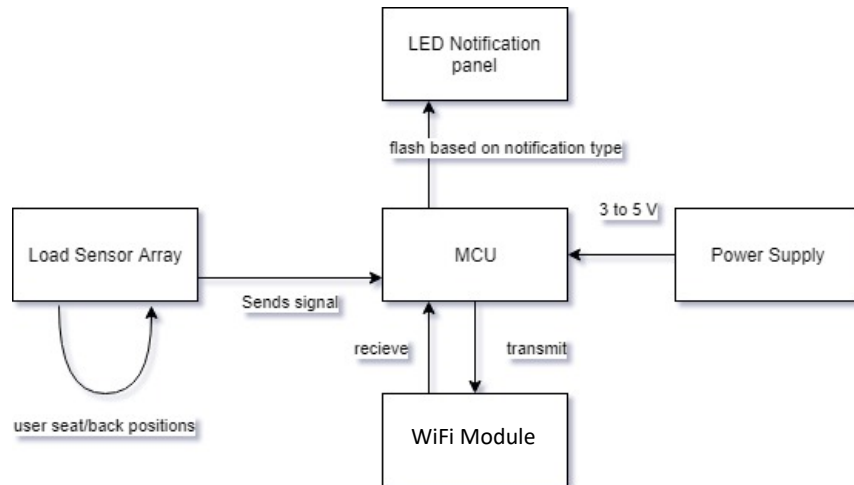 LED Notification
panel
flash based on notification type
3 to 5 V
Load Sensor Array
MCU
Power Supply
Sends signal
recieve
transmit
user seat/back positions
WiFi Module